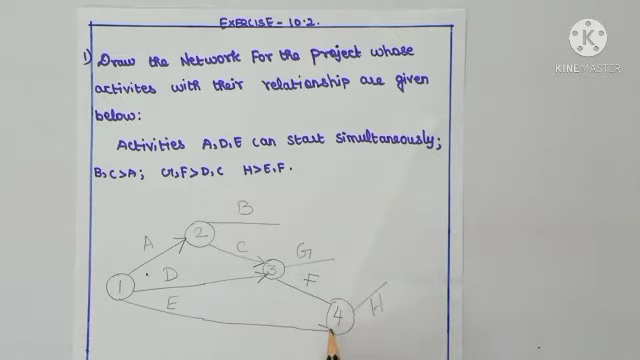 EXERCISE - 10.2.
1) Draw the Network for the project whose
activites with their relationship are given
below:
Activities A, D, E can start simultaneously;
B, C > A; G, F > D, C H > E, F.
K
KINEMASTER
B
A
2
C
G
3
D
F
1
E
4
H